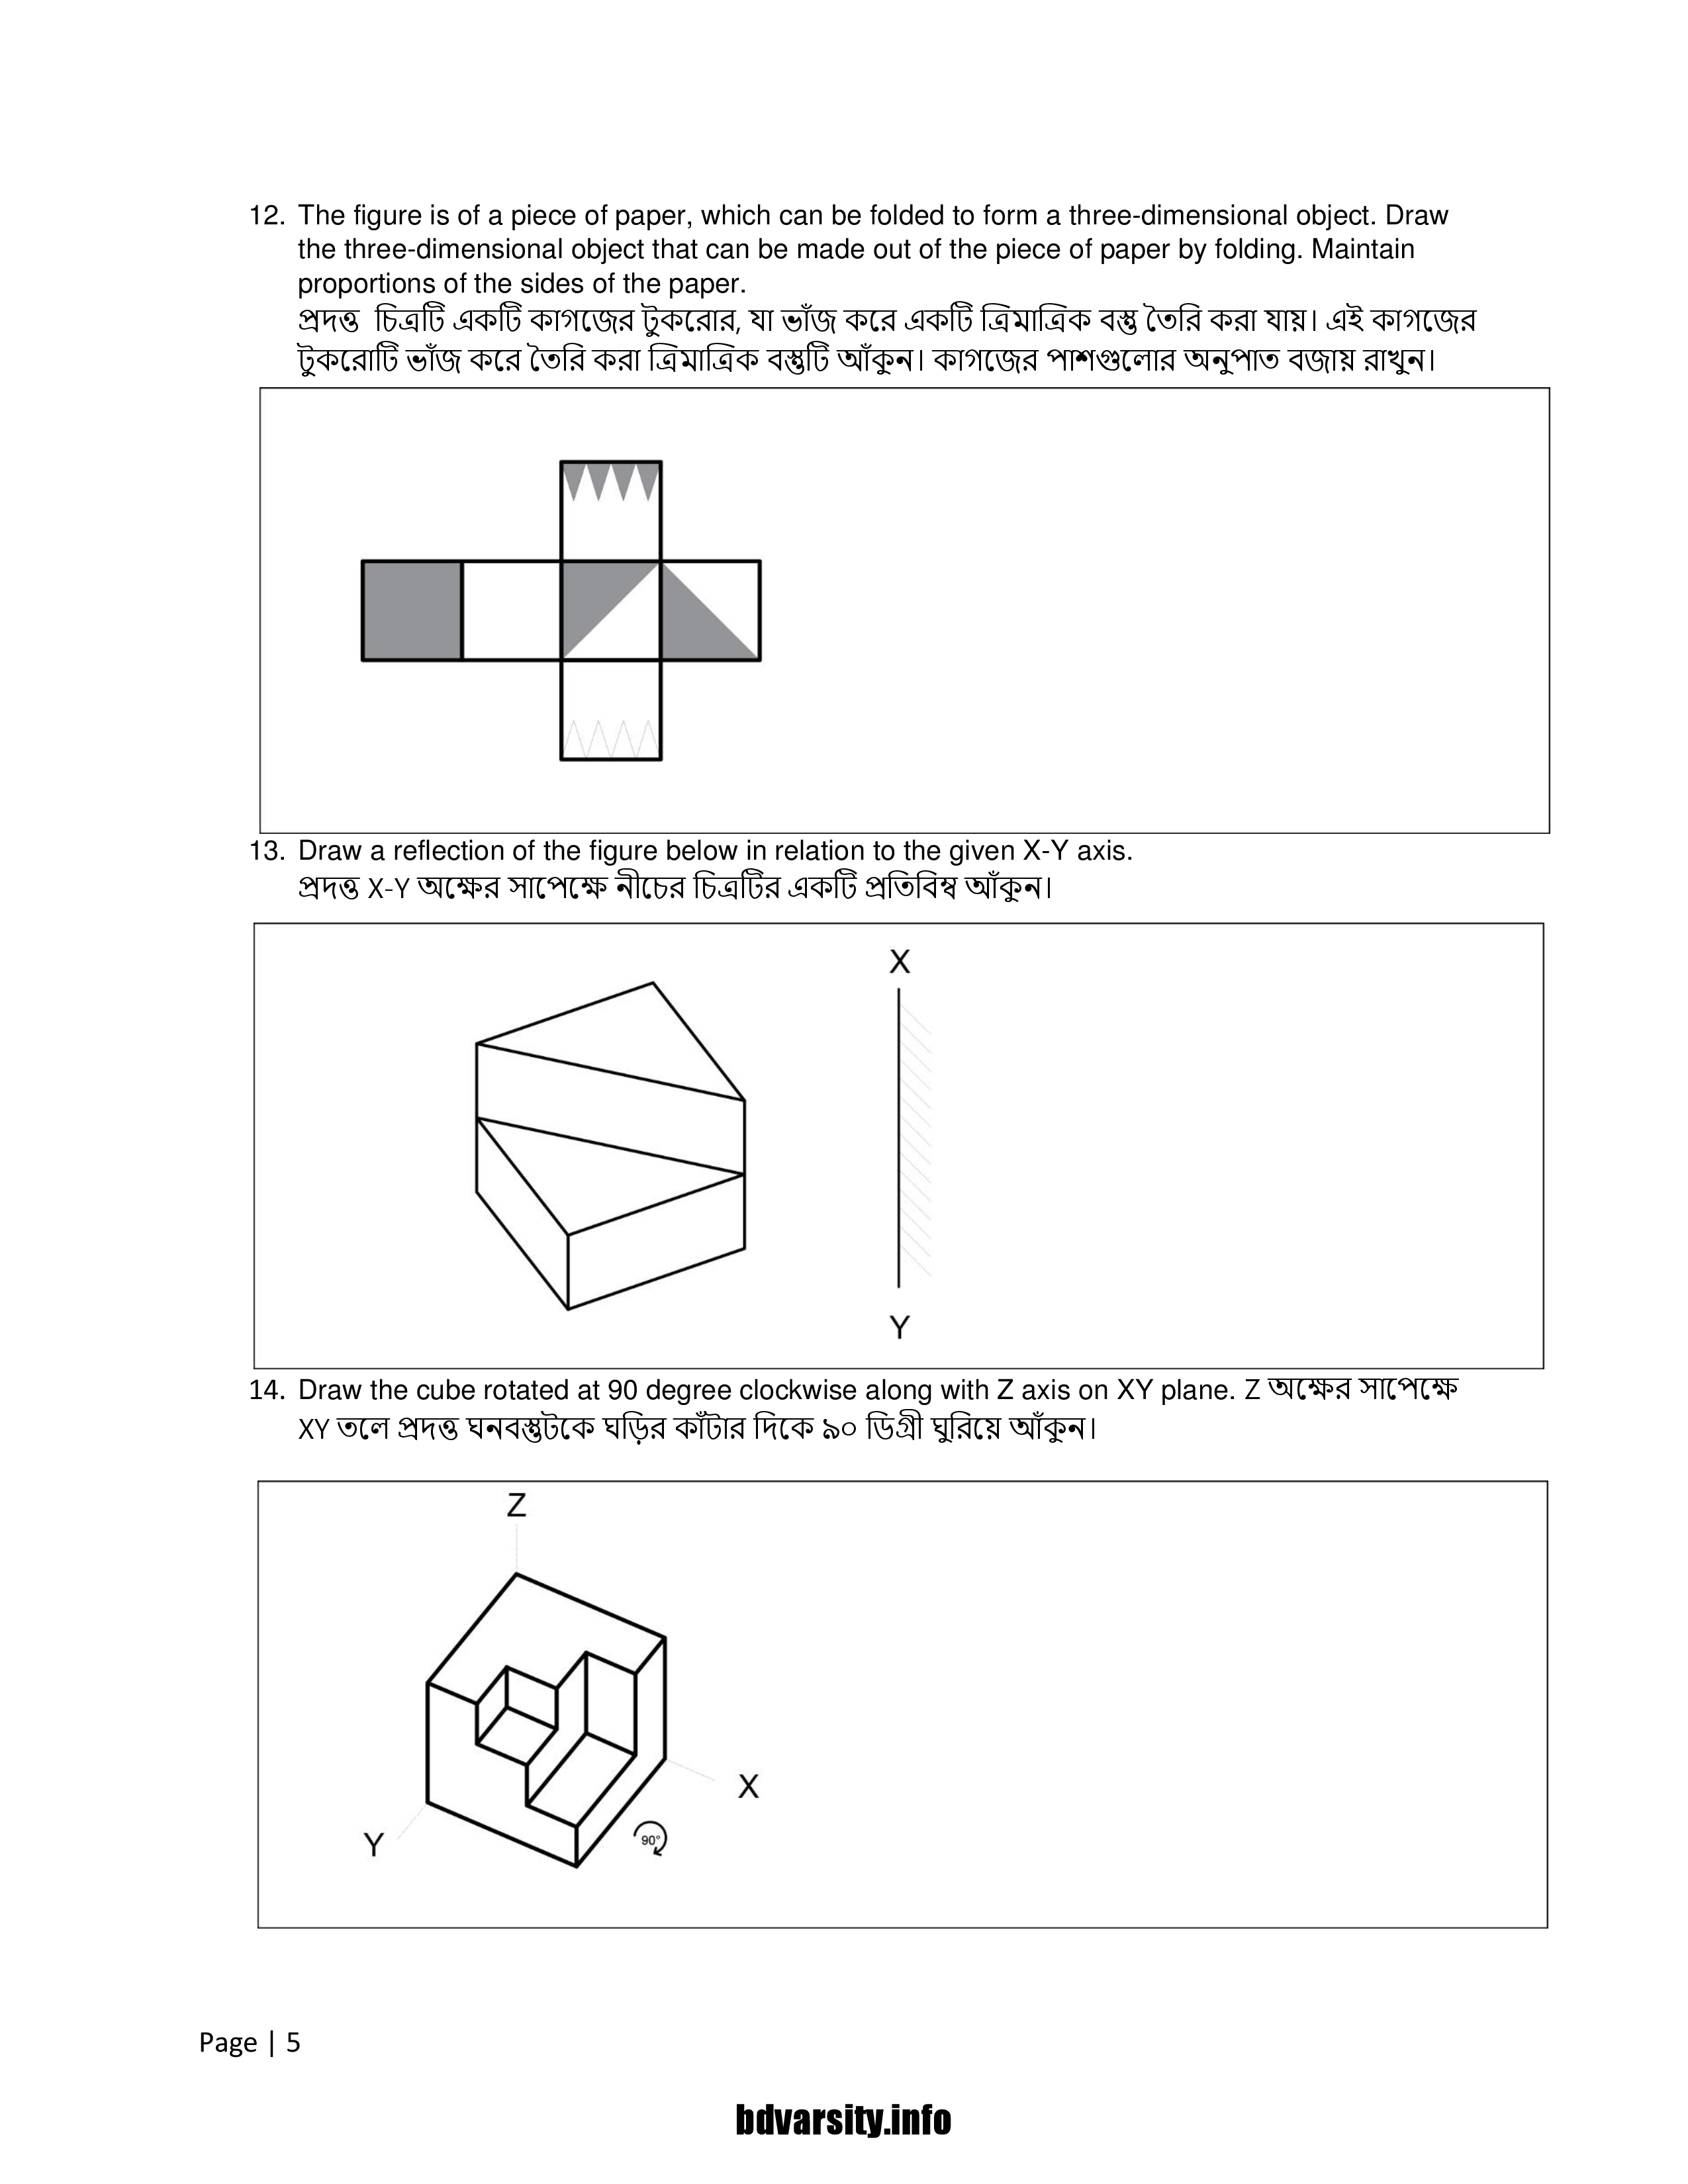 12. The figure is of a piece of paper, which can be folded to form a three-dimensional object. Draw
the three-dimensional object that can be made out of the piece of paper by folding. Maintain
proportions of the sides of the paper.
প্রদত্ত চিত্রটি একটি কাগজের টুকরোর, যা ভাঁজ করে একটি ত্রিমাত্রিক বস্তু তৈরি করা যায়। এই কাগজের
টুকরোটি ভাঁজ করে তৈরি করা ত্রিমাত্রিক বস্তুটি আঁকুন। কাগজের পাশগুলোর অনুপাত বজায় রাখুন।
13. Draw a reflection of the figure below in relation to the given X-Y axis.
প্রদত্ত X-Y অক্ষের সাপেক্ষে নীচের চিত্রটির একটি প্রতিবিম্ব আঁকুন।
X
Y
14. Draw the cube rotated at 90 degree clockwise along with Z axis on XY plane. Z অক্ষের সাপেক্ষে
XY তলে প্রদত্ত ঘনবস্তুটকে ঘড়ির কাঁটার দিকে ৯০ ডিগ্রী ঘুরিয়ে আঁকুন।
Z
X
Y
90°
Page | 5
bdvarsity.info